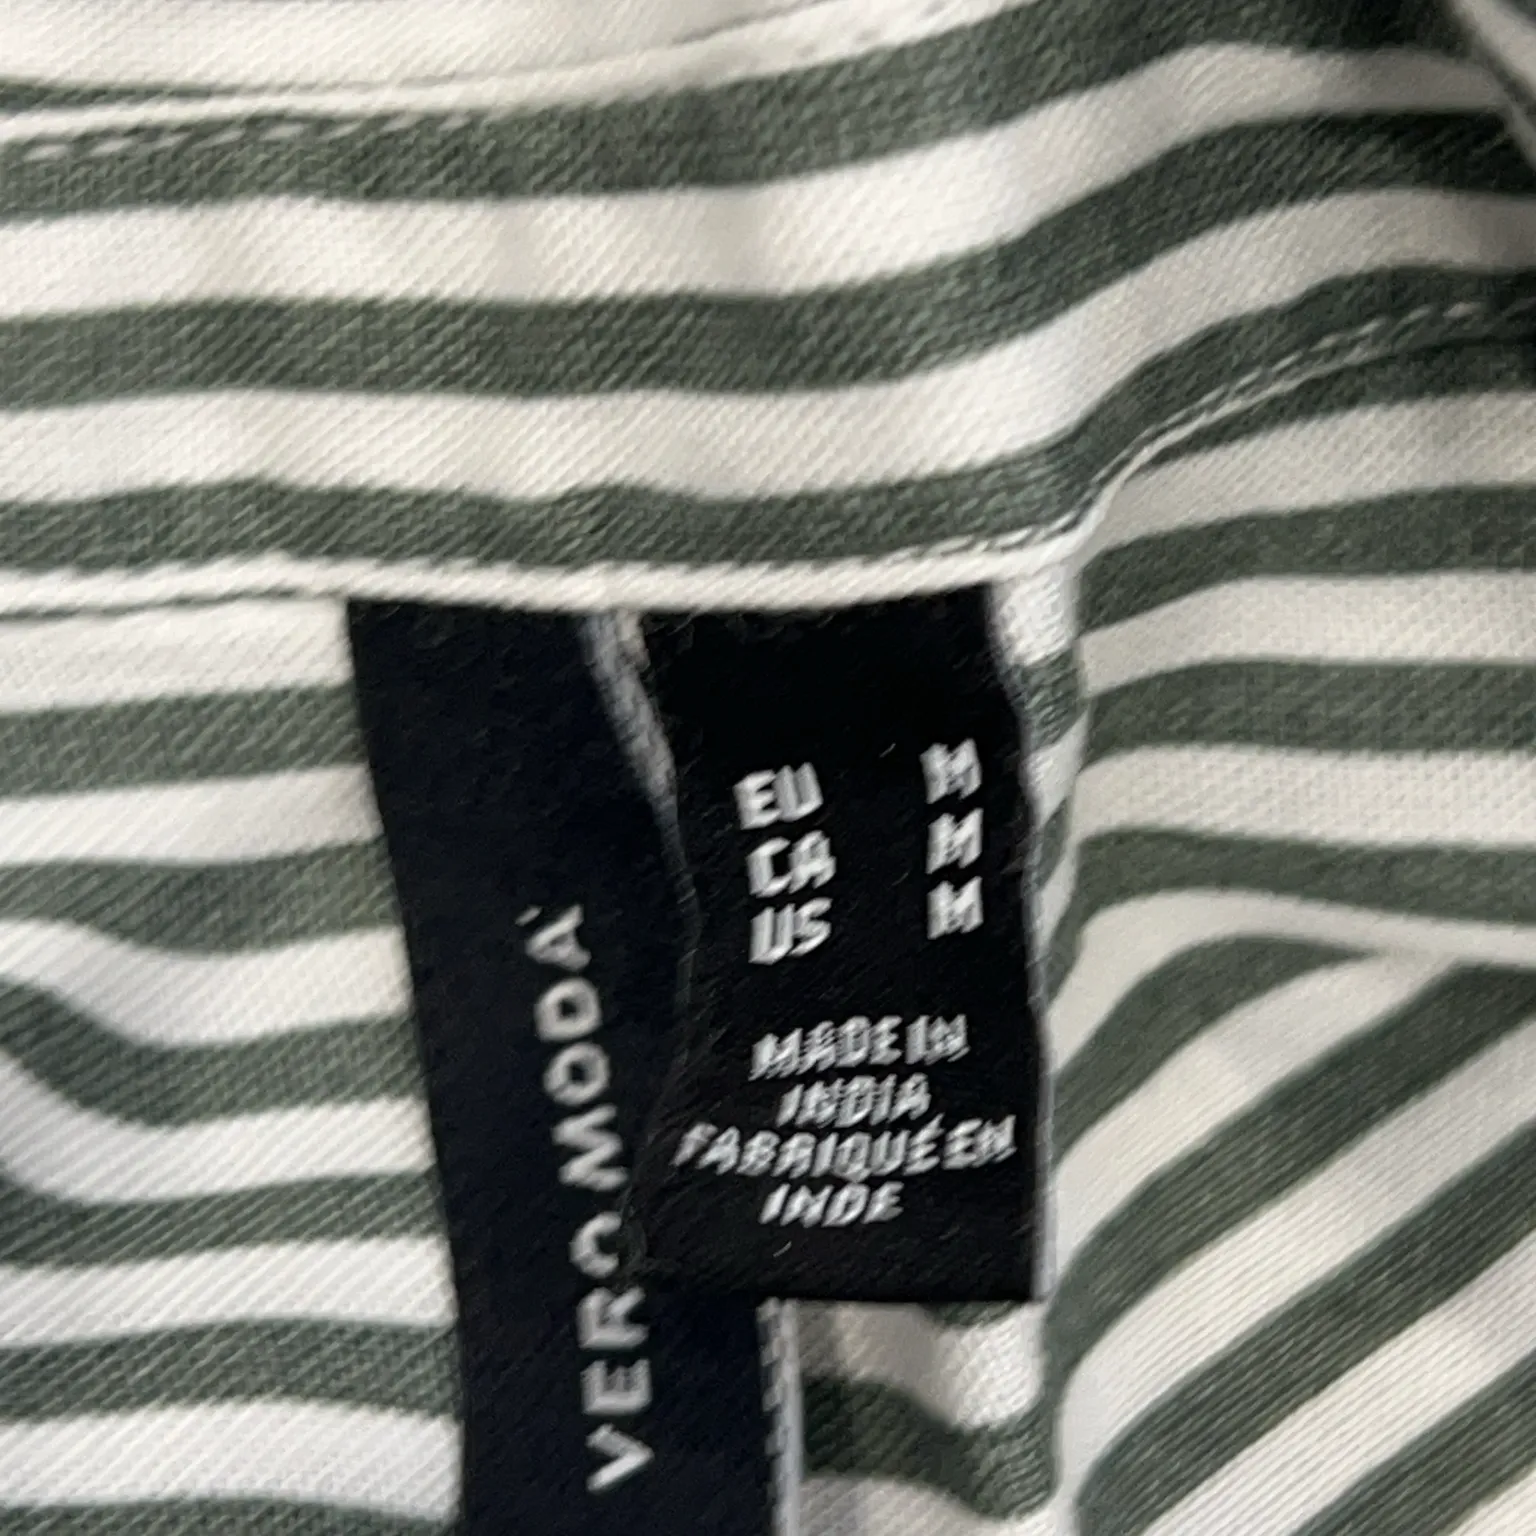 VERO MODA
EU M
CA M
US M
MADE IN
INDIA
FABRIQUÉ EN
INDE